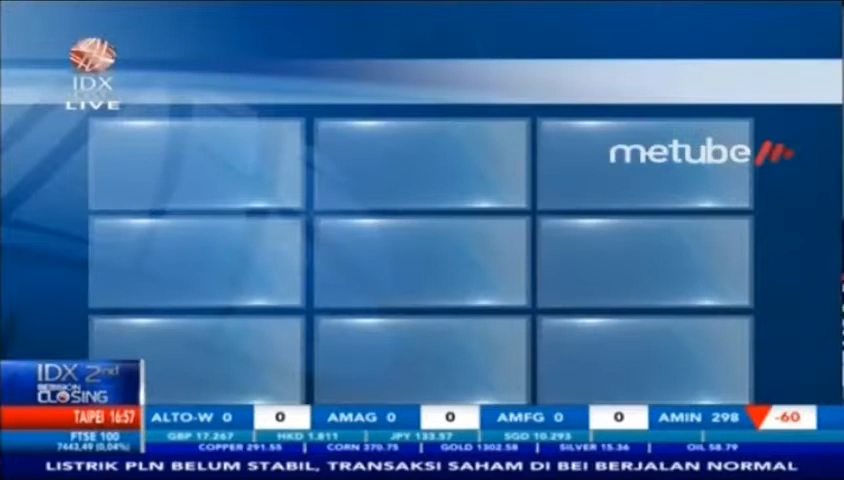 IDX
LIVE
metube
IDX 2nd
SESSION
CLOSING
TAIPEI 16:57
ALTO-W 0 0 AMAG 0 0 AMFG 0 0 AMIN 298 -60
FTSE 100
GBP 17.267 HKD 1.811 JPY 133.57 SGD 10.293
7443.49 (0,04%)
COPPER 291.55 CORN 370.75 GOLD 1302.58 SILVER 15.36 OIL 58.79
LISTRIK PLN BELUM STABIL, TRANSAKSI SAHAM DI BEI BERJALAN NORMAL